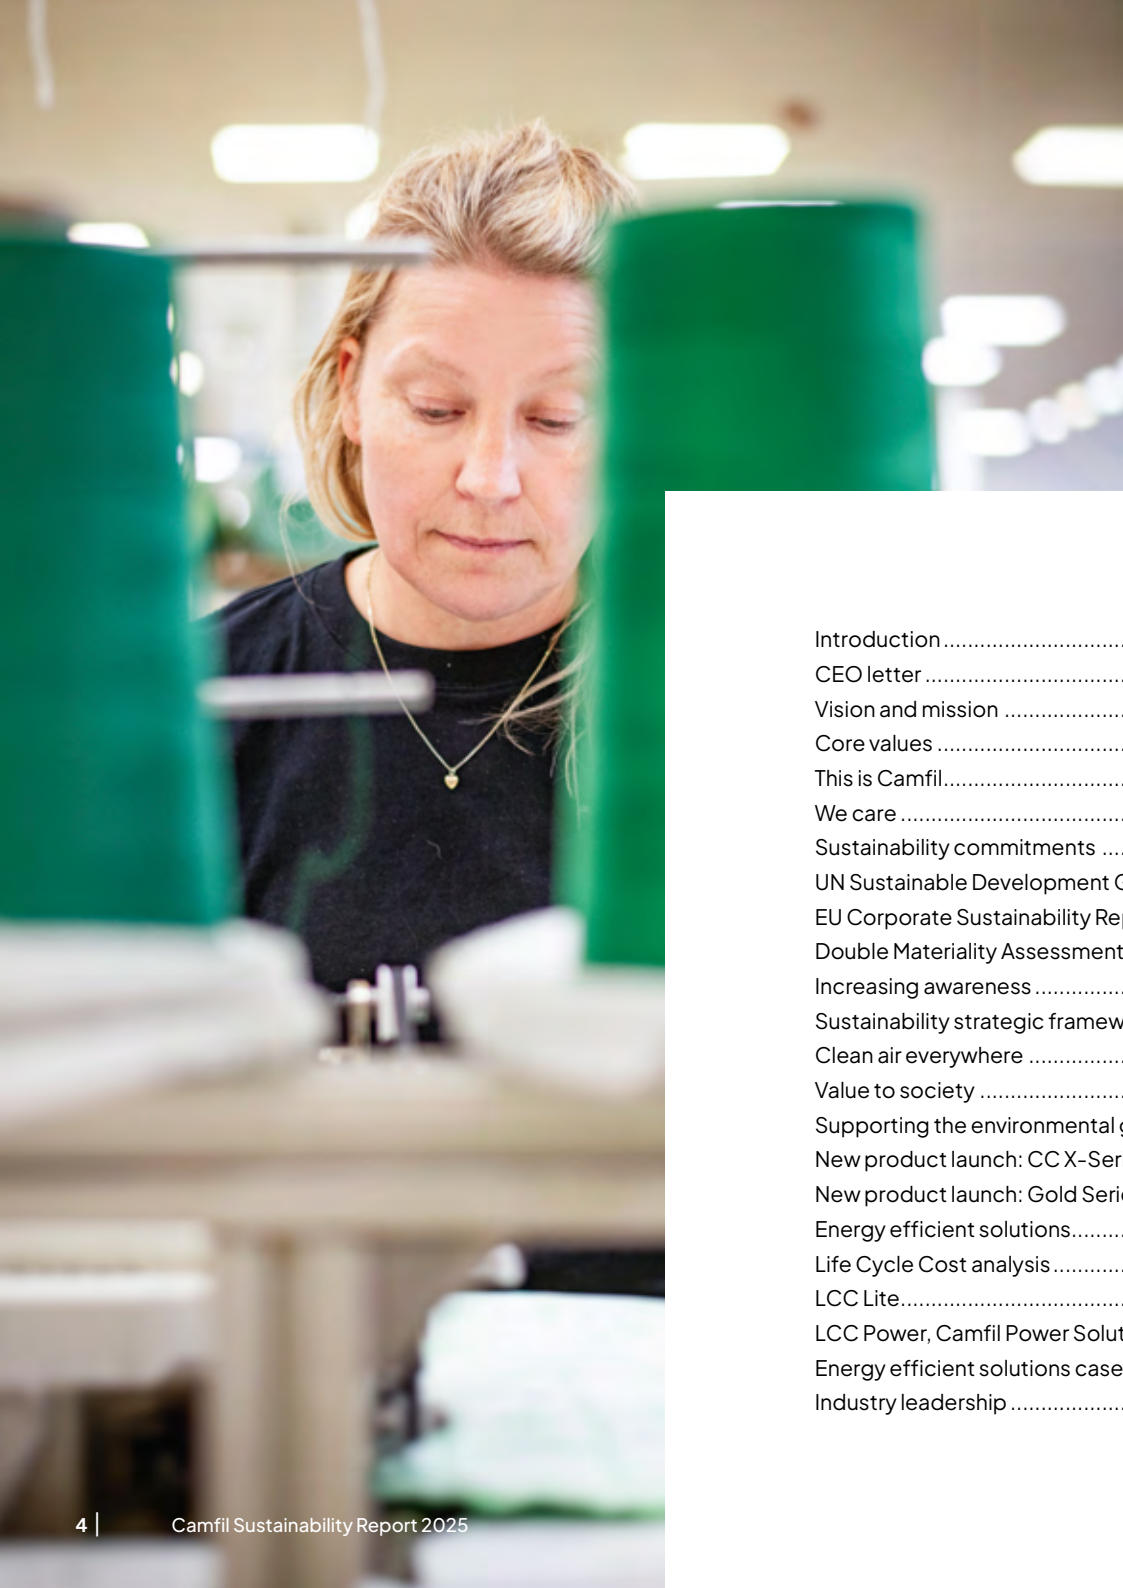 Introduction..............................
CEO letter .................................
Vision and mission ....................
Core values ...............................
This is Camfil..............................
We care .....................................
Sustainability commitments ....
UN Sustainable Development
EU Corporate Sustainability
Double Materiality Assessment
Increasing awareness ...............
Sustainability strategic
Clean air everywhere ................
Value to society ........................
Supporting the environmental
New product launch: CC
New product launch: Gold
Energy efficient solutions.........
Life Cycle Cost analysis............
LCC Lite.....................................
LCC Power, Camfil Power
Energy efficient solutions case
Industry leadership ...................
4 | Camfil Sustainability Report 2025